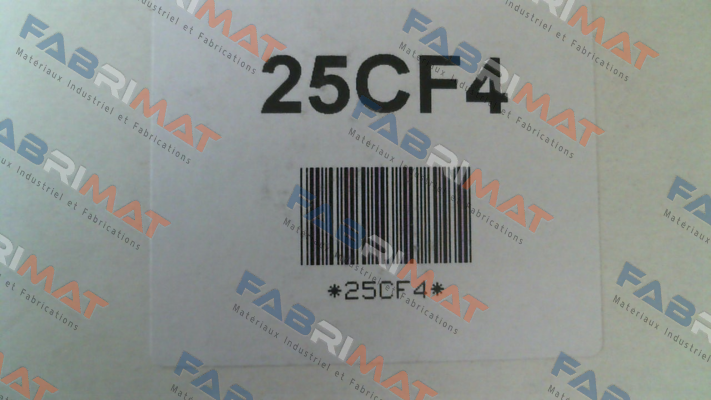 25CF4
*25CF4*
FABRIMAT
Materiaux Industriel et Fabrications